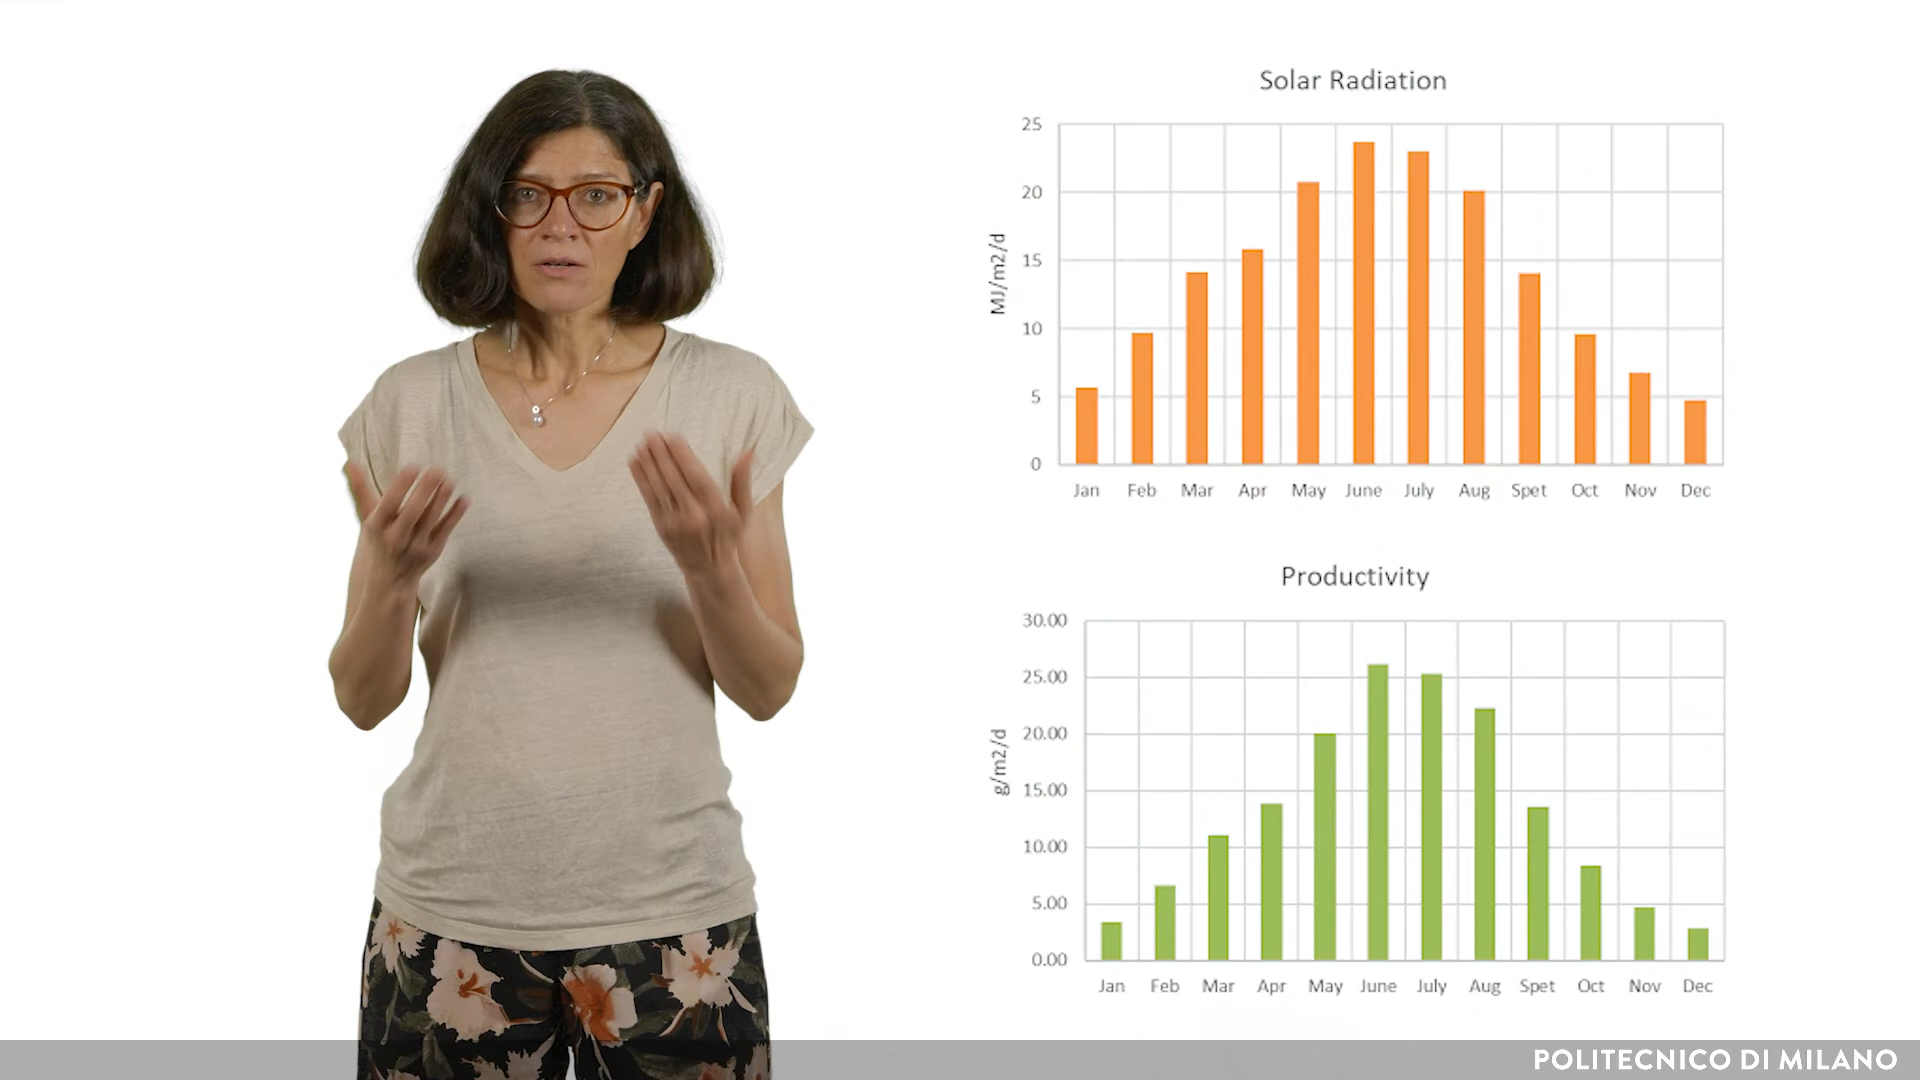 Solar Radiation
25
20
15
10
5
0
MJ/m2/d
Jan Feb Mar Apr May June July Aug Spet Oct Nov Dec
Productivity
30.00
25.00
20.00
15.00
10.00
5.00
0.00
g/m2/d
Jan Feb Mar Apr May June July Aug Spet Oct Nov Dec
POLITECNICO DI MILANO